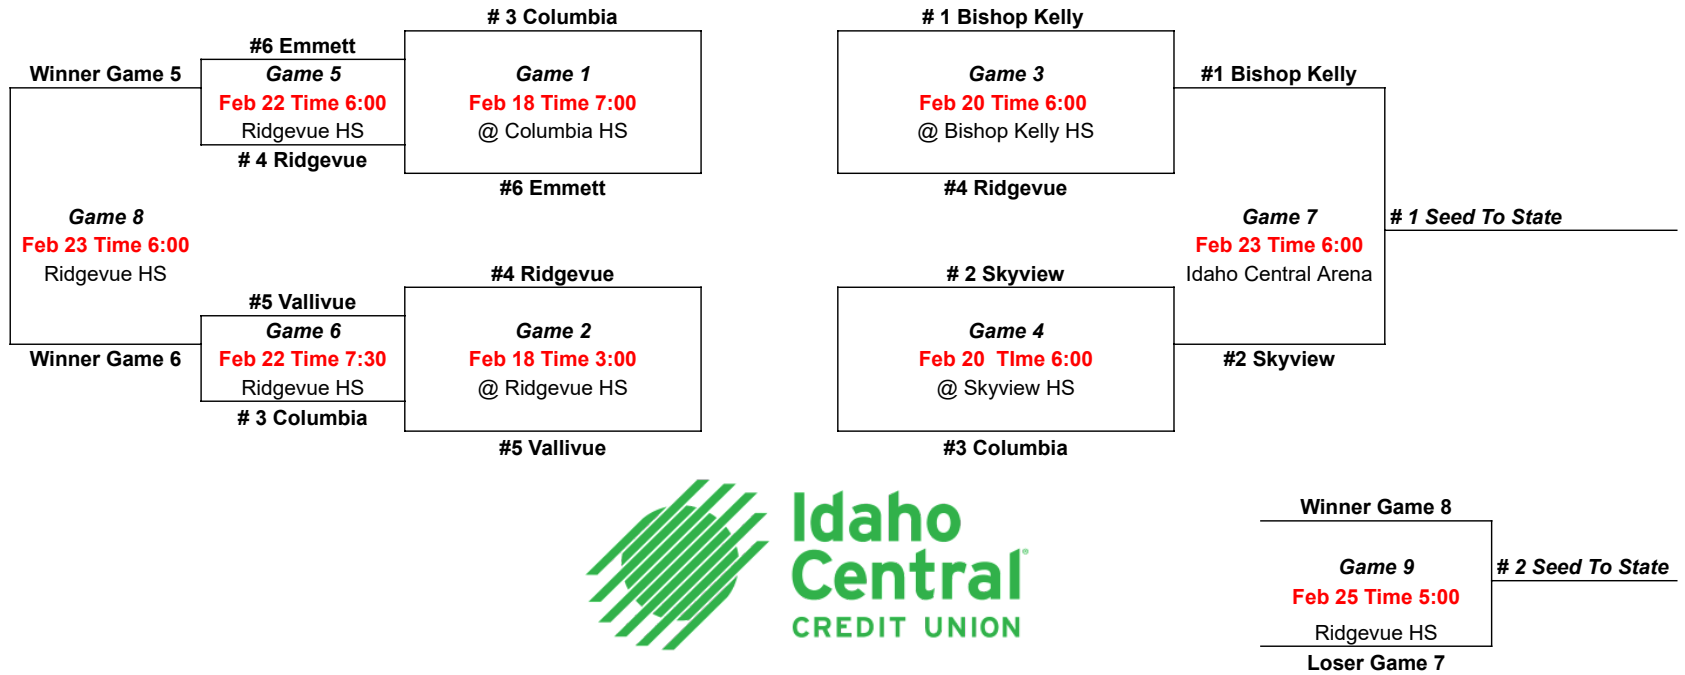 # 3 Columbia
# 1 Bishop Kelly
#6 Emmett
Winner Game 5
Game 5
Game 1
Game 3
#1 Bishop Kelly
Feb 22 Time 6:00
Feb 18 Time 7:00
Feb 20 Time 6:00
Ridgevue HS
@ Columbia HS
@ Bishop Kelly HS
# 4 Ridgevue
#6 Emmett
#4 Ridgevue
Game 8
Game 7
# 1 Seed To State
Feb 23 Time 6:00
Feb 23 Time 6:00
Ridgevue HS
#4 Ridgevue
# 2 Skyview
Idaho Central Arena
#5 Vallivue
Game 6
Game 2
Game 4
Winner Game 6
Feb 22 Time 7:30
Feb 18 Time 3:00
Feb 20  TIme 6:00
#2 Skyview
Ridgevue HS
@ Ridgevue HS
@ Skyview HS
# 3 Columbia
#5 Vallivue
#3 Columbia
Idaho
Central
CREDIT UNION
Winner Game 8
Game 9
# 2 Seed To State
Feb 25 Time 5:00
Ridgevue HS
Loser Game 7